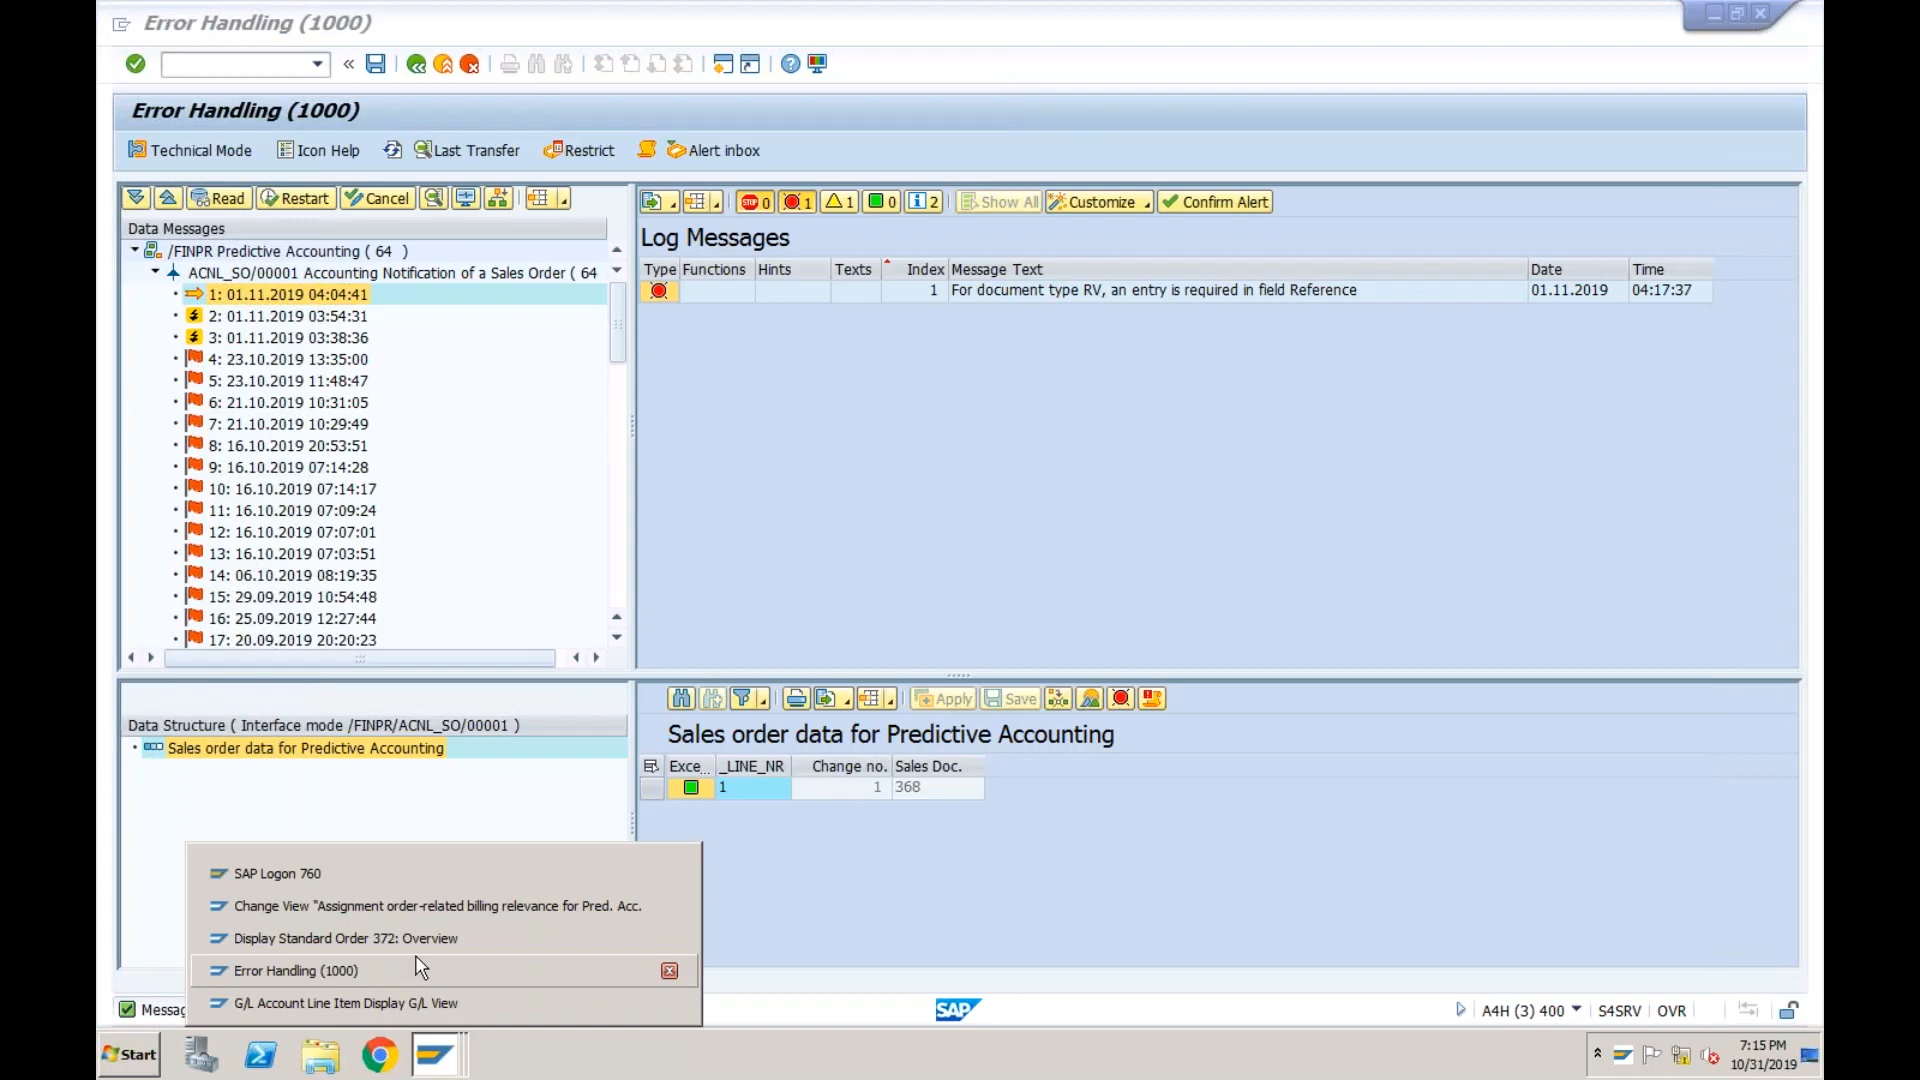 Error Handling (1000)
Error Handling (1000)
Technical Mode Icon Help Last Transfer Restrict Alert inbox
Read Restart Cancel
STOP 0 1 1 0 2 Show All Customize Confirm Alert
Data Messages
/FINPR Predictive Accounting ( 64 )
ACNL_SO/00001 Accounting Notification of a Sales Order ( 64
1: 01.11.2019 04:04:41
2: 01.11.2019 03:54:31
3: 01.11.2019 03:38:36
4: 23.10.2019 13:35:00
5: 23.10.2019 11:48:47
6: 21.10.2019 10:31:05
7: 21.10.2019 10:29:49
8: 16.10.2019 20:53:51
9: 16.10.2019 07:14:28
10: 16.10.2019 07:14:17
11: 16.10.2019 07:09:24
12: 16.10.2019 07:07:01
13: 16.10.2019 07:03:51
14: 06.10.2019 08:19:35
15: 29.09.2019 10:54:48
16: 25.09.2019 12:27:44
17: 20.09.2019 20:20:23
Log Messages
Type Functions Hints Texts Index Message Text Date Time
1 For document type RV, an entry is required in field Reference 01.11.2019 04:17:37
Data Structure ( Interface mode /FINPR/ACNL_SO/00001 )
Sales order data for Predictive Accounting
Apply Save
Sales order data for Predictive Accounting
Exce... _LINE_NR Change no. Sales Doc.
1 1 368
SAP Logon 760
Change View "Assignment order-related billing relevance for Pred. Acc.
Display Standard Order 372: Overview
Error Handling (1000)
G/L Account Line Item Display G/L View
Messag
SAP
A4H (3) 400 S4SRV OVR
Start
7:15 PM
10/31/2019